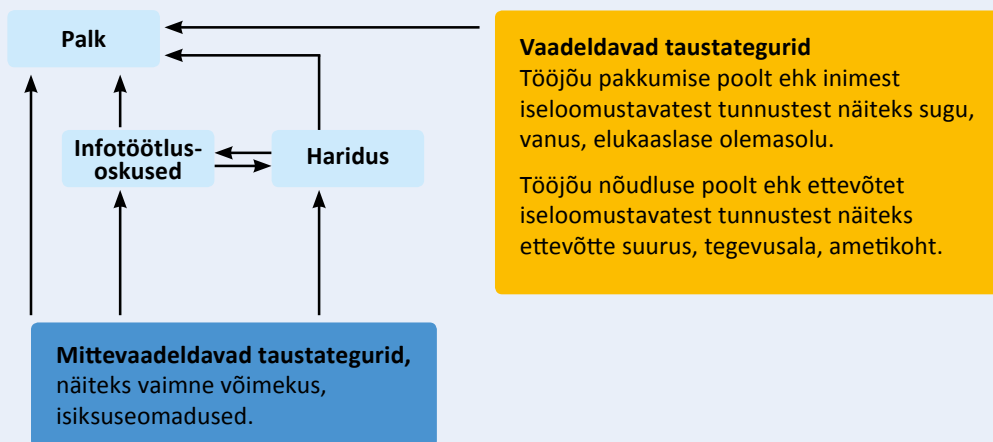 Palk
Vaadeldavad taustategurid
Tööjõu pakkumise poolt ehk inimest
iseloomustavatest tunnustest näiteks sugu,
vanus, elukaaslase olemasolu.
Tööjõu nõudluse poolt ehk ettevõtet
iseloomustavatest tunnustest näiteks
ettevõtte suurus, tegevusala, ametikoht.
Infotöötlus-
oskused
Haridus
Mittevaadeldavad taustategurid,
näiteks vaimne võimekus,
isiksuseomadused.